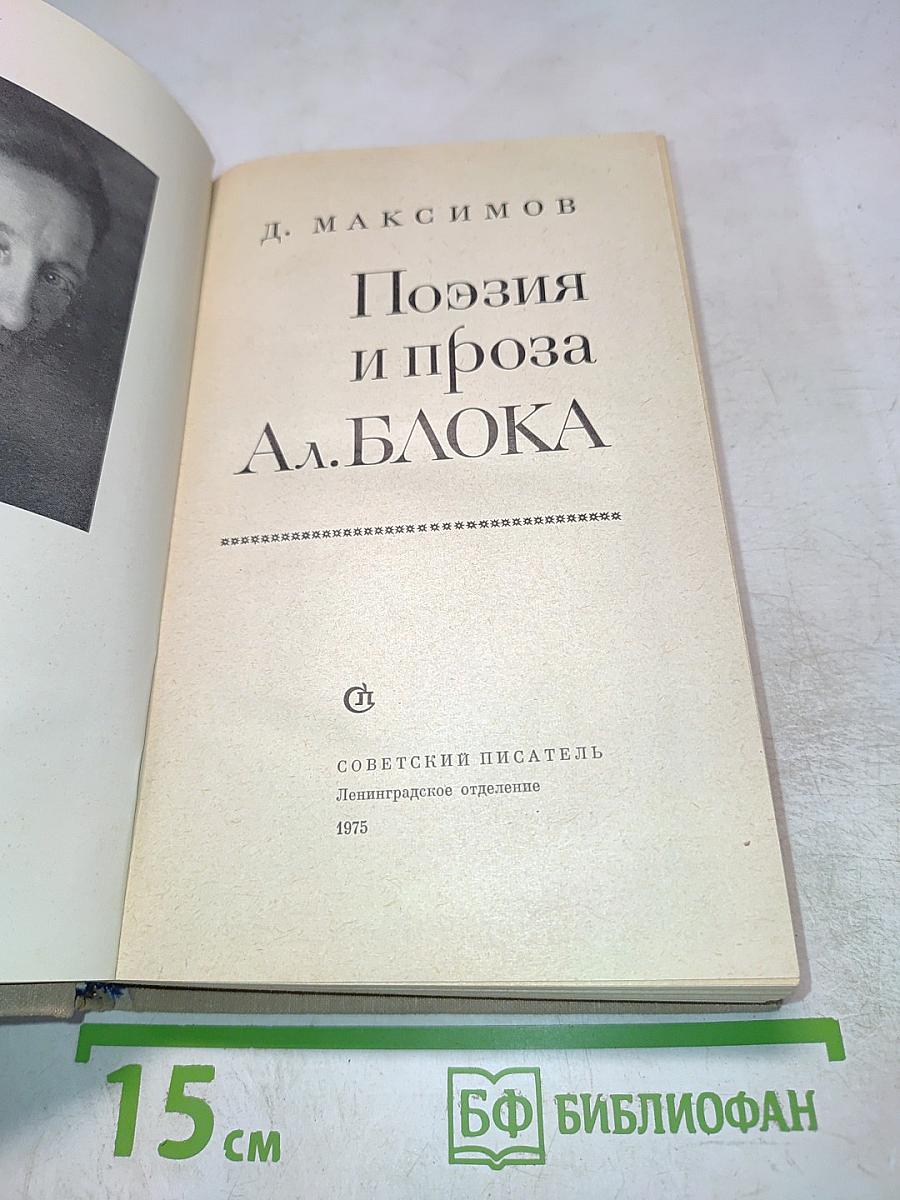 Д. МАКСИМОВ
Поэзия
и проза
Ал. БЛОКА
СП
СОВЕТСКИЙ ПИСАТЕЛЬ
Ленинградское отделение
1975
15 см
БФ БИБЛИОФАН